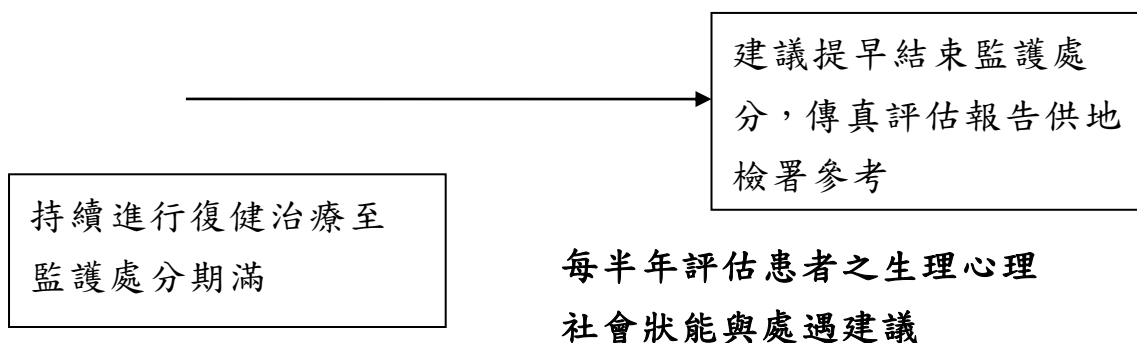 建議提早結束監護處
分，傳真評估報告供地
檢署參考
持續進行復健治療至
監護處分期滿
每半年評估患者之生理心理
社會狀能與處遇建議